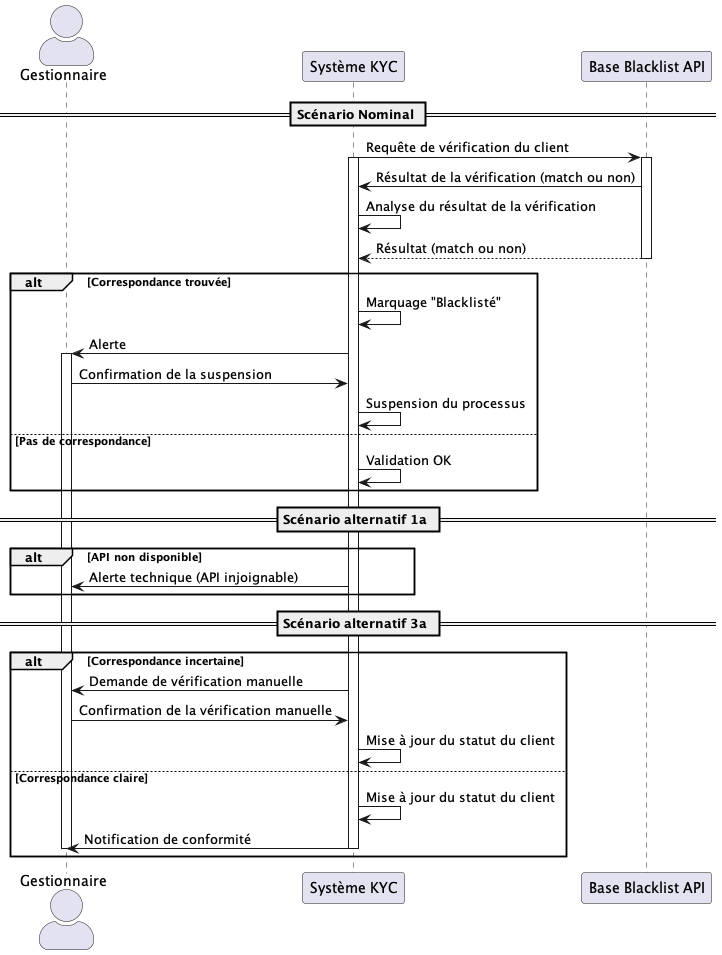 Gestionnaire
Système KYC
Base Blacklist API
Scénario Nominal
Requête de vérification du client
Résultat de la vérification (match ou non)
Analyse du résultat de la vérification
Résultat (match ou non)
alt
[Correspondance trouvée]
Marquage "Blacklisté"
Alerte
Confirmation de la suspension
Suspension du processus
[Pas de correspondance]
Validation OK
Scénario alternatif 1a
alt
[API non disponible]
Alerte technique (API injoignable)
Scénario alternatif 3a
alt
[Correspondance incertaine]
Demande de vérification manuelle
Confirmation de la vérification manuelle
Mise à jour du statut du client
[Correspondance claire]
Mise à jour du statut du client
Notification de conformité
Gestionnaire
Système KYC
Base Blacklist API